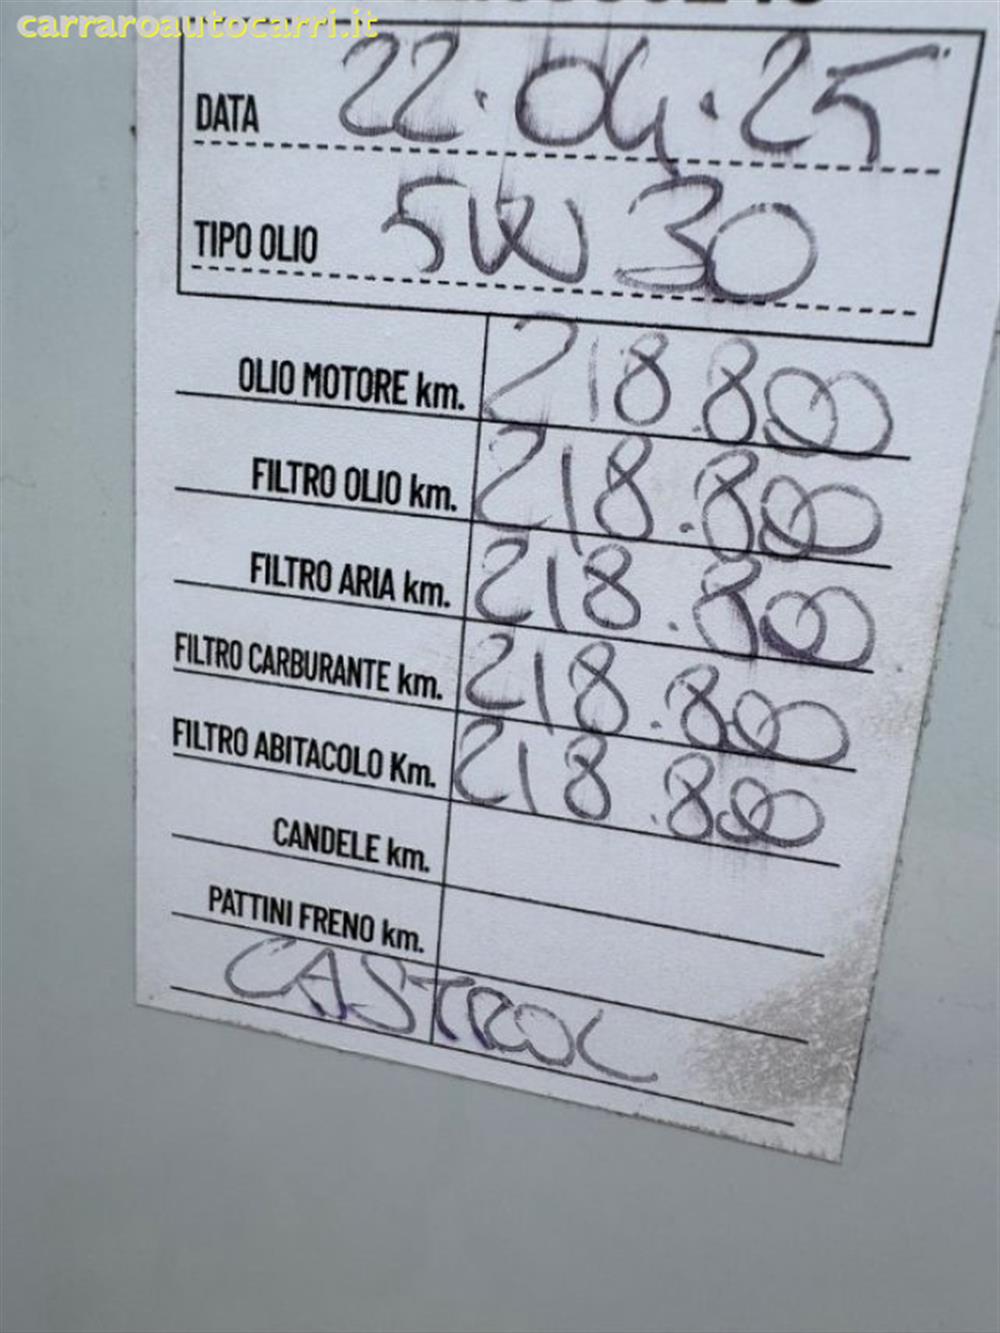 carraroautocarri.it
DATA 22.04.25
TIPO OLIO 5W30
OLIO MOTORE km. 218.800
FILTRO OLIO km. 218.800
FILTRO ARIA km. 218.800
FILTRO CARBURANTE km. 218.800
FILTRO ABITACOLO Km. 218.800
CANDELE km.
PATTINI FRENO km.
CASTROL